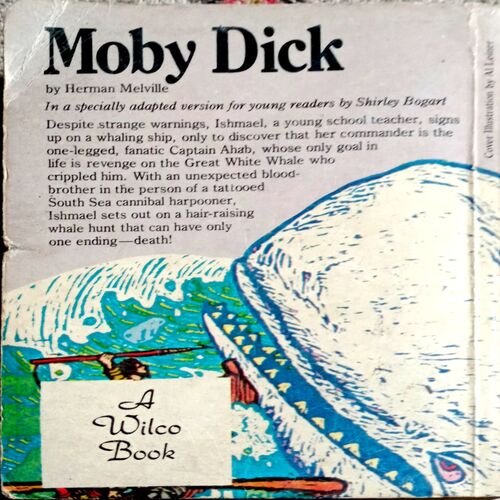 Moby Dick
by Herman Melville
In a specially adapted version for young readers by Shirley Bogart
Despite strange warnings, Ishmael, a young school teacher, signs
up on a whaling ship, only to discover that her commander is the
one-legged, fanatic Captain Ahab, whose only goal in
life is revenge on the Great White Whale who
crippled him. With an unexpected blood-
brother in the person of a tattooed
South Sea cannibal harpooner,
Ishmael sets out on a hair-raising
whale hunt that can have only
one ending—death!
Cover Illustration by Al Leiner
A
Wilco
Book